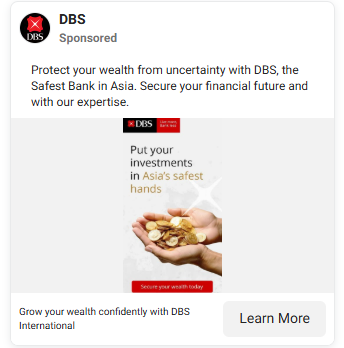 DBS
Sponsored
Protect your wealth from uncertainty with DBS, the
Safest Bank in Asia. Secure your financial future and
with our expertise.
DBS
Put your
investments
in Asia's safest
hands
Secure your wealth today
Grow your wealth confidently with DBS
International
Learn More